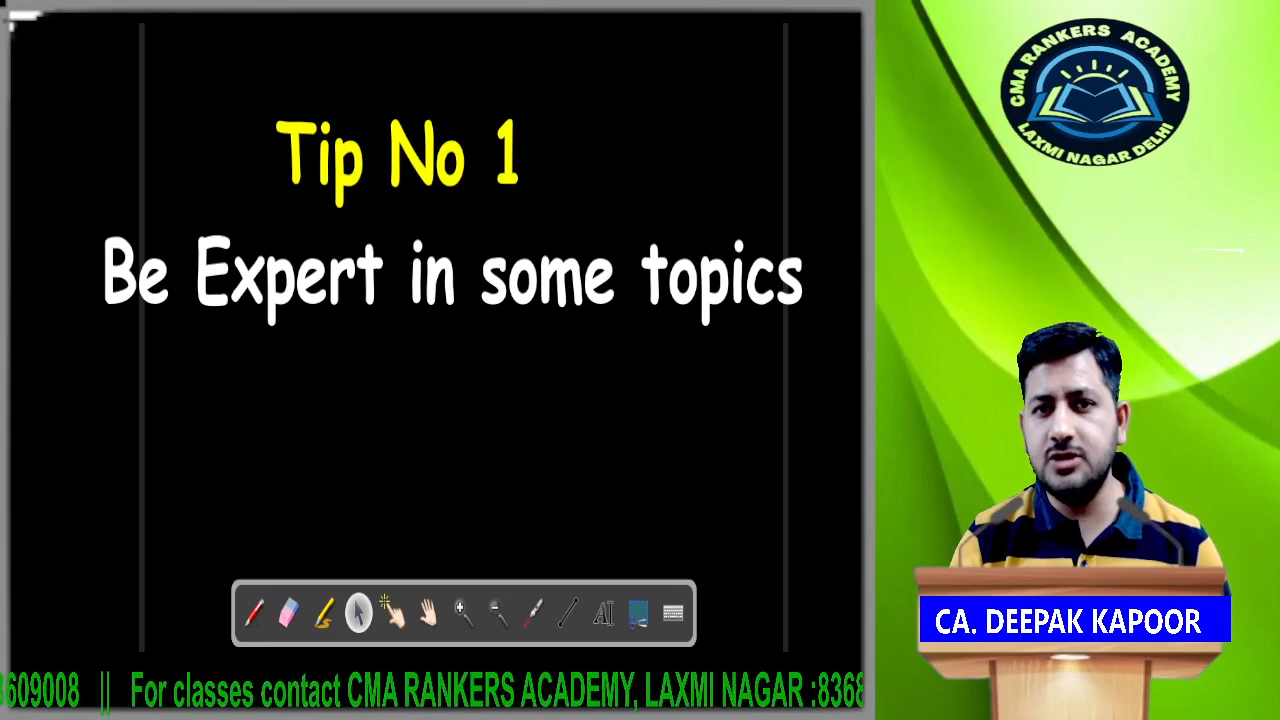 Tip No 1
Be Expert in some topics
CMA RANKERS ACADEMY
LAXMI NAGAR DELHI
CA. DEEPAK KAPOOR
609008 || For classes contact CMA RANKERS ACADEMY, LAXMI NAGAR :8368